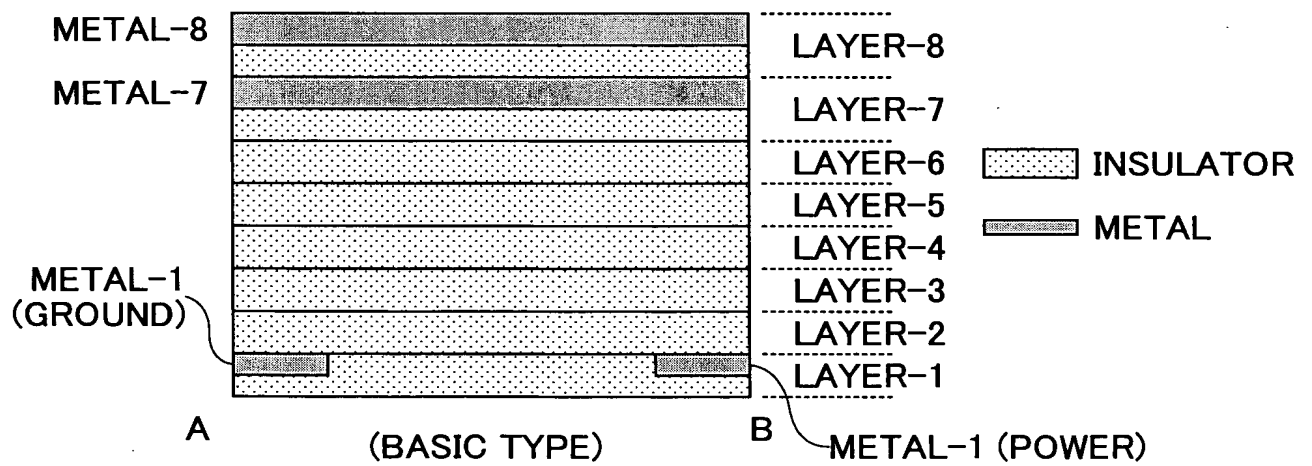 METAL-8
METAL-7
METAL-1
(GROUND)
LAYER-8
LAYER-7
LAYER-6
LAYER-5
LAYER-4
LAYER-3
LAYER-2
LAYER-1
INSULATOR
METAL
A
(BASIC TYPE)
B
METAL-1 (POWER)